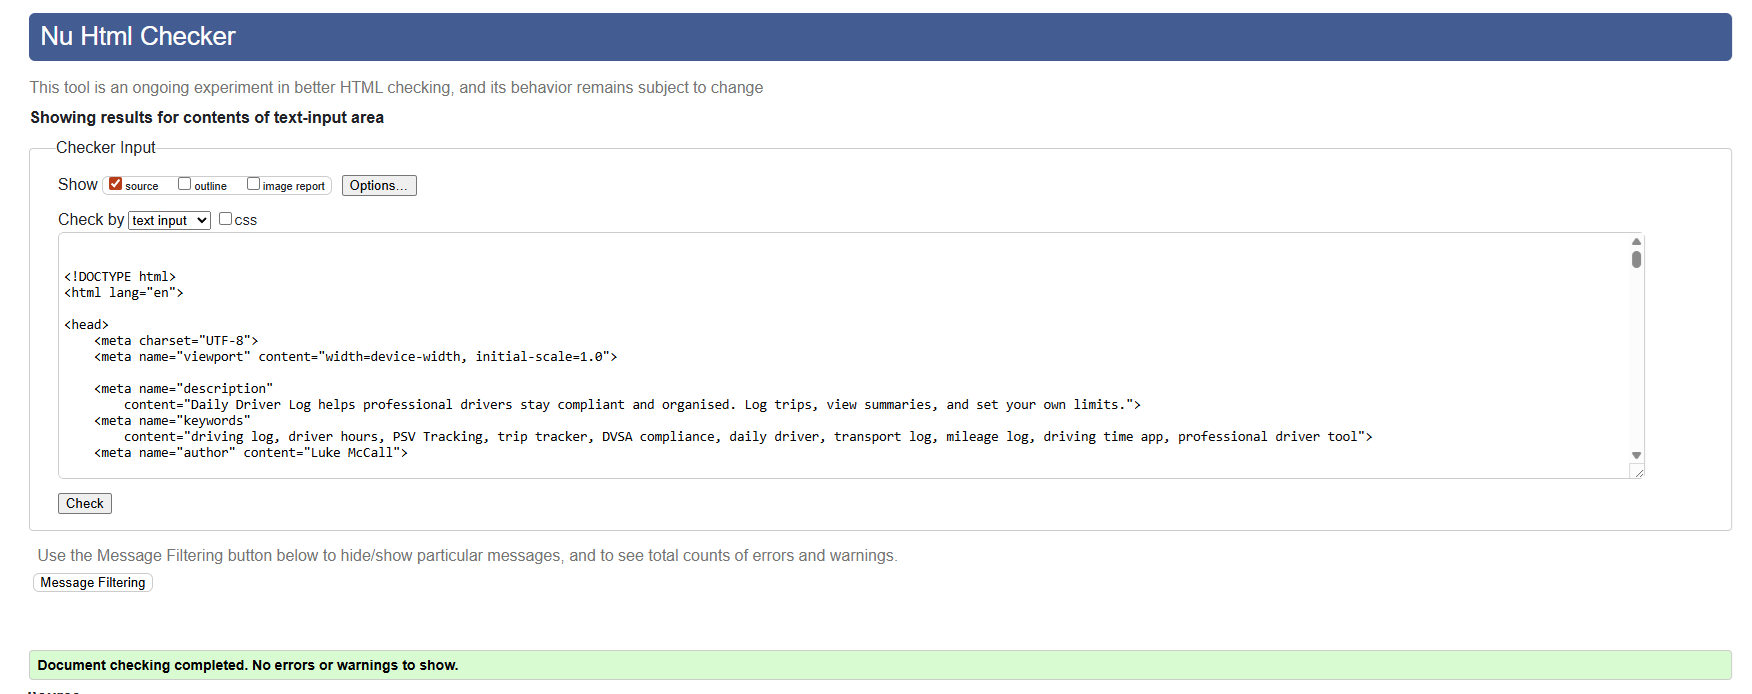 Nu Html Checker
This tool is an ongoing experiment in better HTML checking, and its behavior remains subject to change
Showing results for contents of text-input area
Checker Input
Show source outline image report Options...
Check by text input css
<!DOCTYPE html>
<html lang="en">
<head>
<meta charset="UTF-8">
<meta name="viewport" content="width=device-width, initial-scale=1.0">
<meta name="description"
content="Daily Driver Log helps professional drivers stay compliant and organised. Log trips, view summaries, and set your own limits.">
<meta name="keywords"
content="driving log, driver hours, PSV Tracking, trip tracker, DVSA compliance, daily driver, transport log, mileage log, driving time app, professional driver tool">
<meta name="author" content="Luke McCall">
Check
Use the Message Filtering button below to hide/show particular messages, and to see total counts of errors and warnings.
Message Filtering
Document checking completed. No errors or warnings to show.